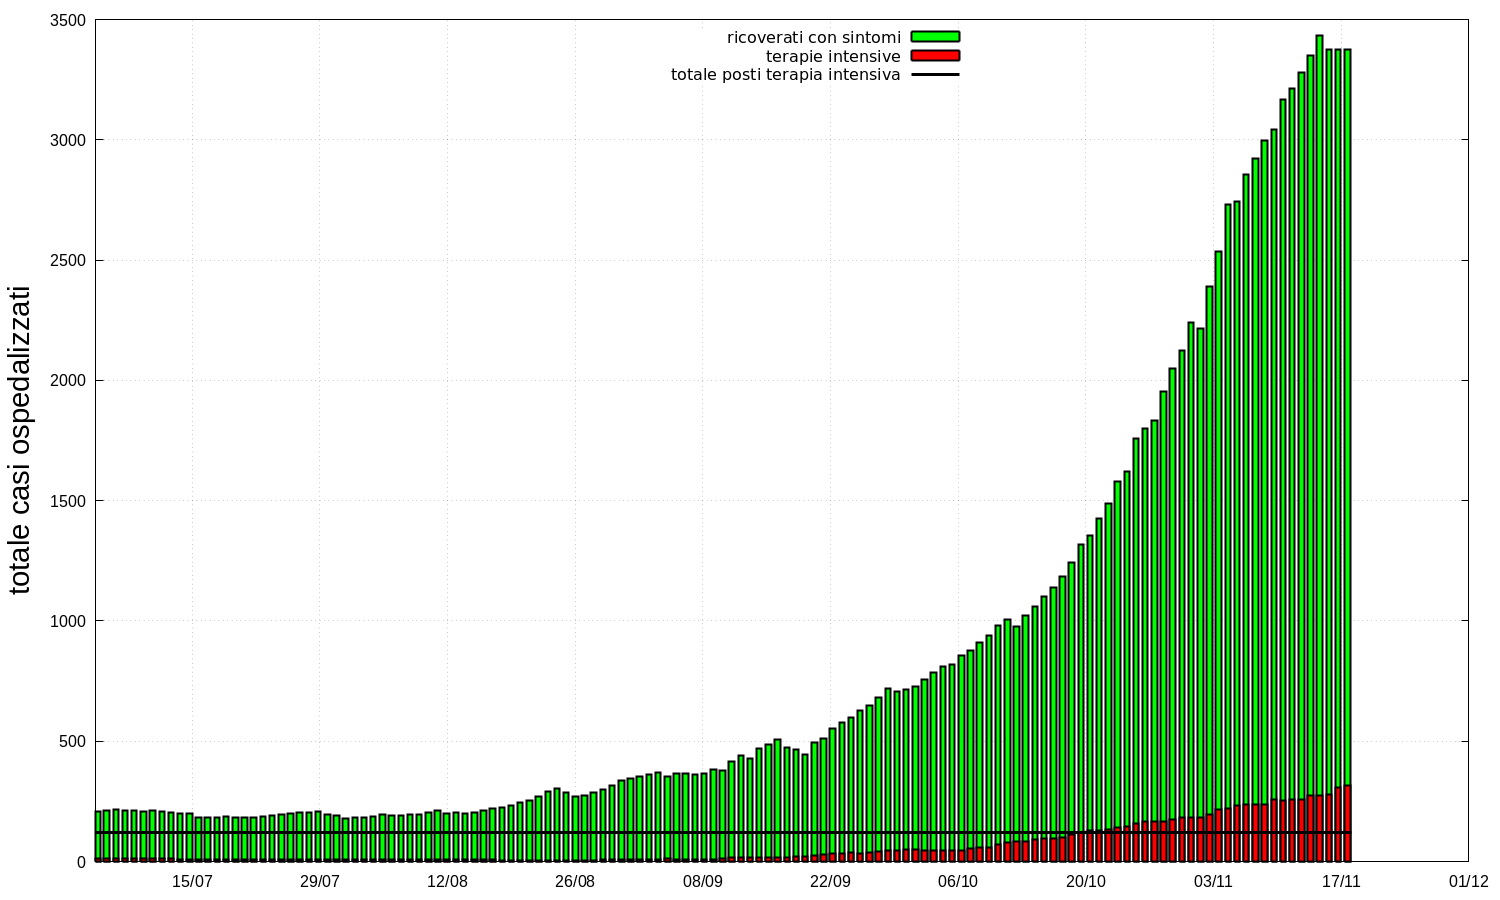 ricoverati con sintomi
terapie intensive
totale posti terapia intensiva
totale casi ospedalizzati
3500
3000
2500
2000
1500
1000
500
0
15/07 29/07 12/08 26/08 08/09 22/09 06/10 20/10 03/11 17/11 01/12